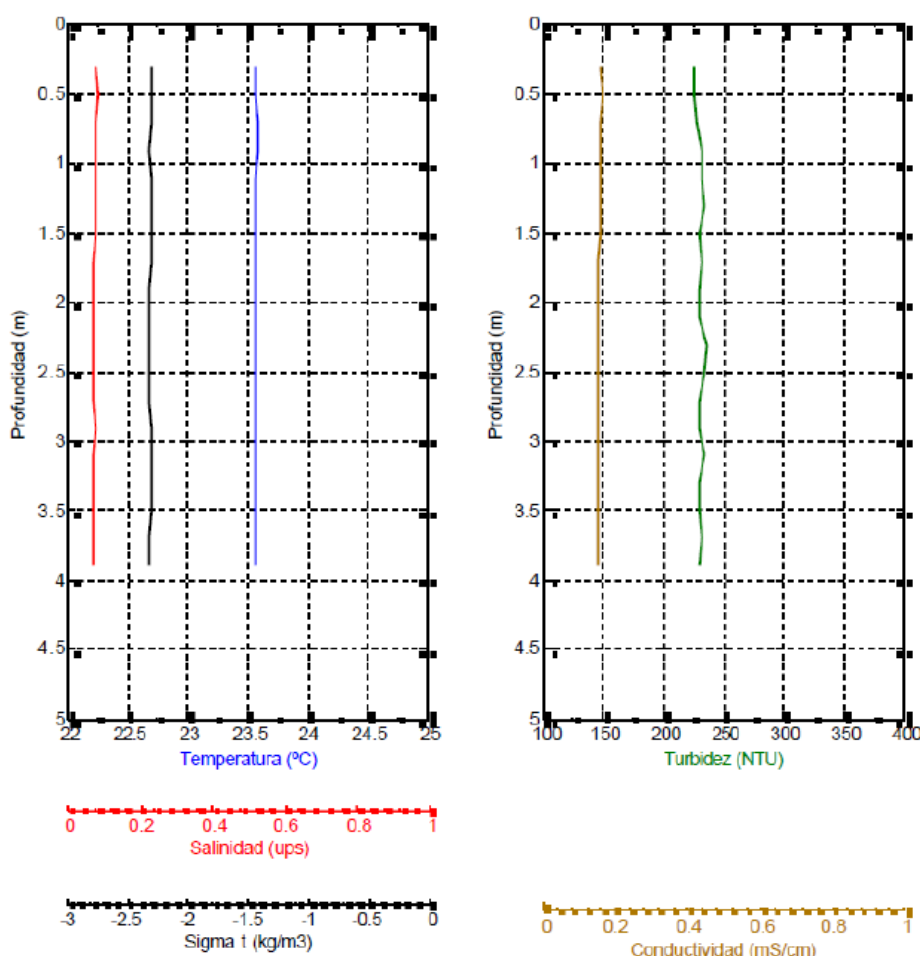 0
0.5
1
1.5
2
2.5
3
3.5
4
4.5
5
Profundidad (m)
22 22.5 23 23.5 24 24.5 25
Temperatura (ºC)
0 0.2 0.4 0.6 0.8 1
Salinidad (ups)
-3 -2.5 -2 -1.5 -1 -0.5 0
Sigma t (kg/m3)
0
0.5
1
1.5
2
2.5
3
3.5
4
4.5
5
Profundidad (m)
100 150 200 250 300 350 400
Turbidez (NTU)
0 0.2 0.4 0.6 0.8 1
Conductividad (mS/cm)